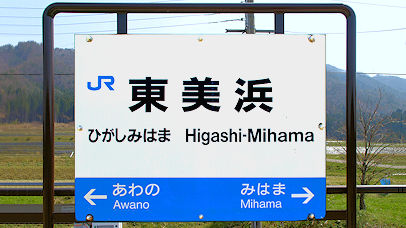 JR
東美浜
ひがしみはま Higashi-Mihama
← あわの みはま →
Awano Mihama